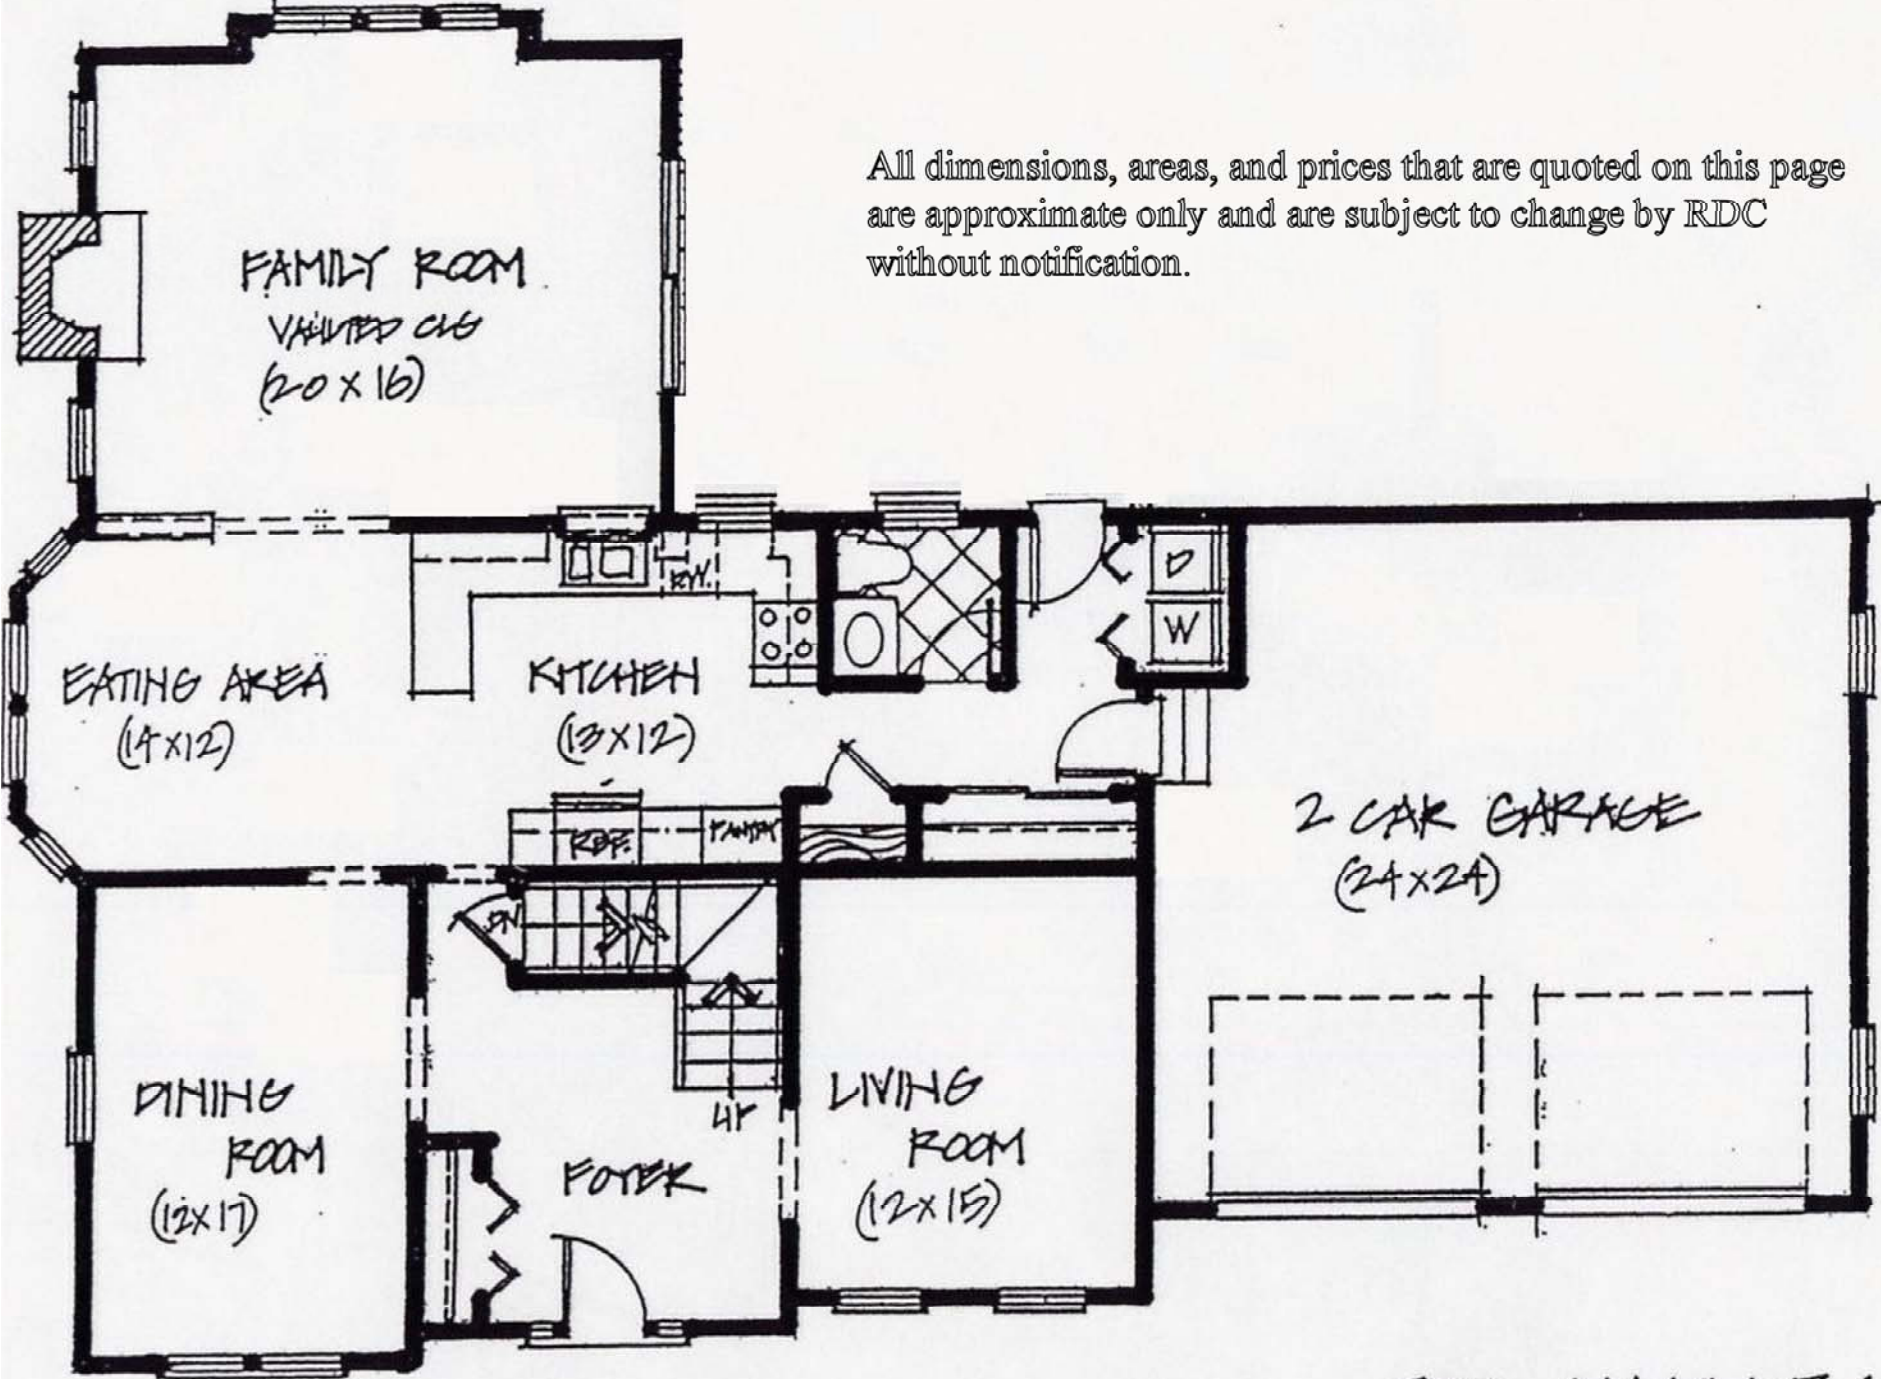 All dimensions, areas, and prices that are quoted on this page
are approximate only and are subject to change by RDC
without notification.
FAMILY ROOM
VAULTED CLG
(20 X 16)
D
W
EATING AREA
(14X12)
KITCHEN
(13X12)
D.W.
REF.
PANTRY
2 CAR GARAGE
(24X24)
DN
UP
DINING
ROOM
(12X17)
FOYER
LIVING
ROOM
(12X15)